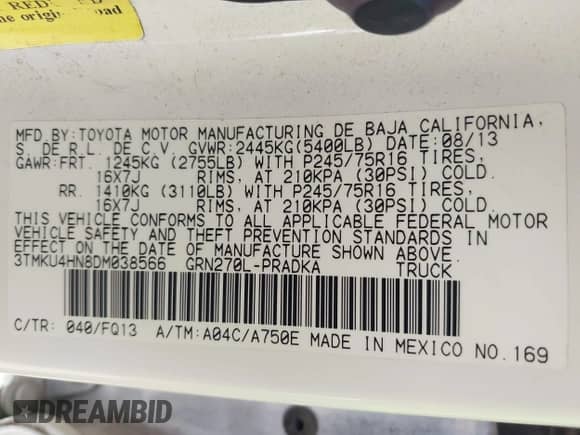 RED
he origin oad
MFD BY:TOYOTA MOTOR MANUFACTURING DE BAJA CALIFORNIA,
S. DE R.L. DE C.V. GVWR:2445KG(5400LB) DATE:08/13
GAWR:FRT. 1245KG (2755LB) WITH P245/75R16 TIRES,
16X7J RIMS, AT 210KPA (30PSI) COLD.
RR. 1410KG (3110LB) WITH P245/75R16 TIRES,
16X7J RIMS, AT 210KPA (30PSI) COLD.
THIS VEHICLE CONFORMS TO ALL APPLICABLE FEDERAL MOTOR
VEHICLE SAFETY AND THEFT PREVENTION STANDARDS IN
EFFECT ON THE DATE OF MANUFACTURE SHOWN ABOVE.
3TMKU4HN8DM038566 GRN270L-PRADKA TRUCK
C/TR: 040/FQ13 A/TM:A04C/A750E MADE IN MEXICO NO.169
DREAMBID